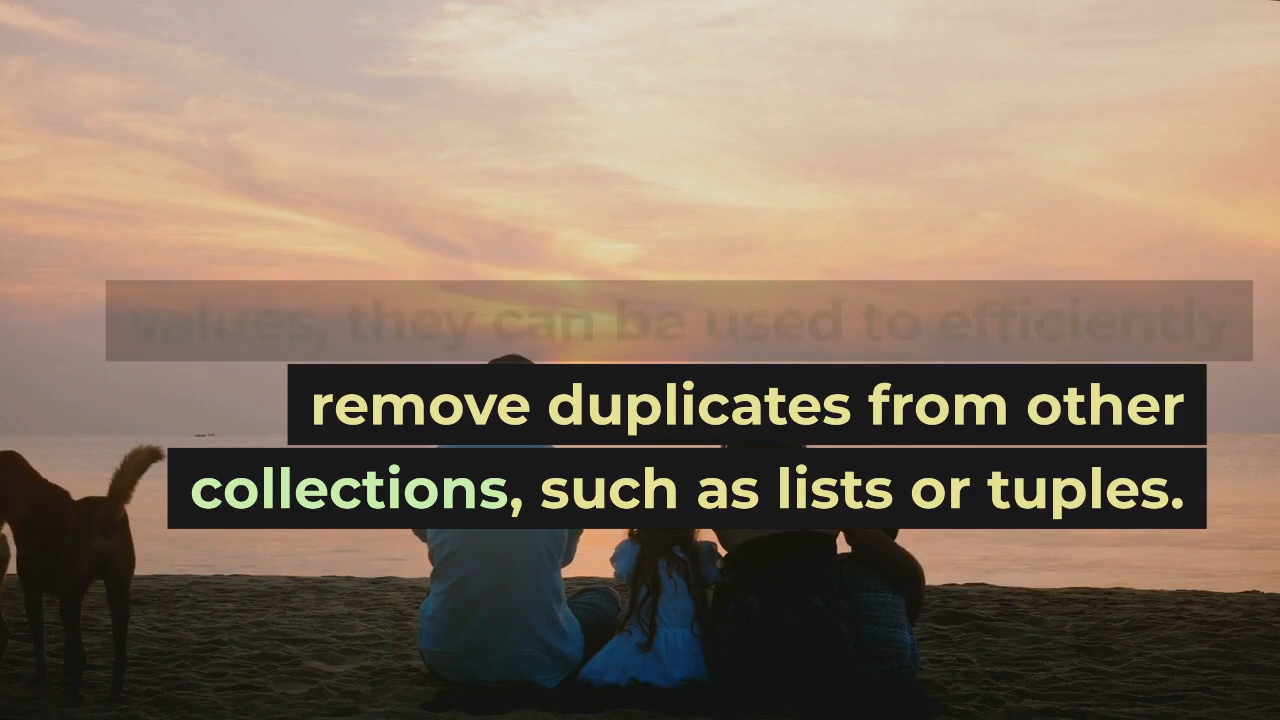 values, they can be used to efficiently
remove duplicates from other
collections, such as lists or tuples.